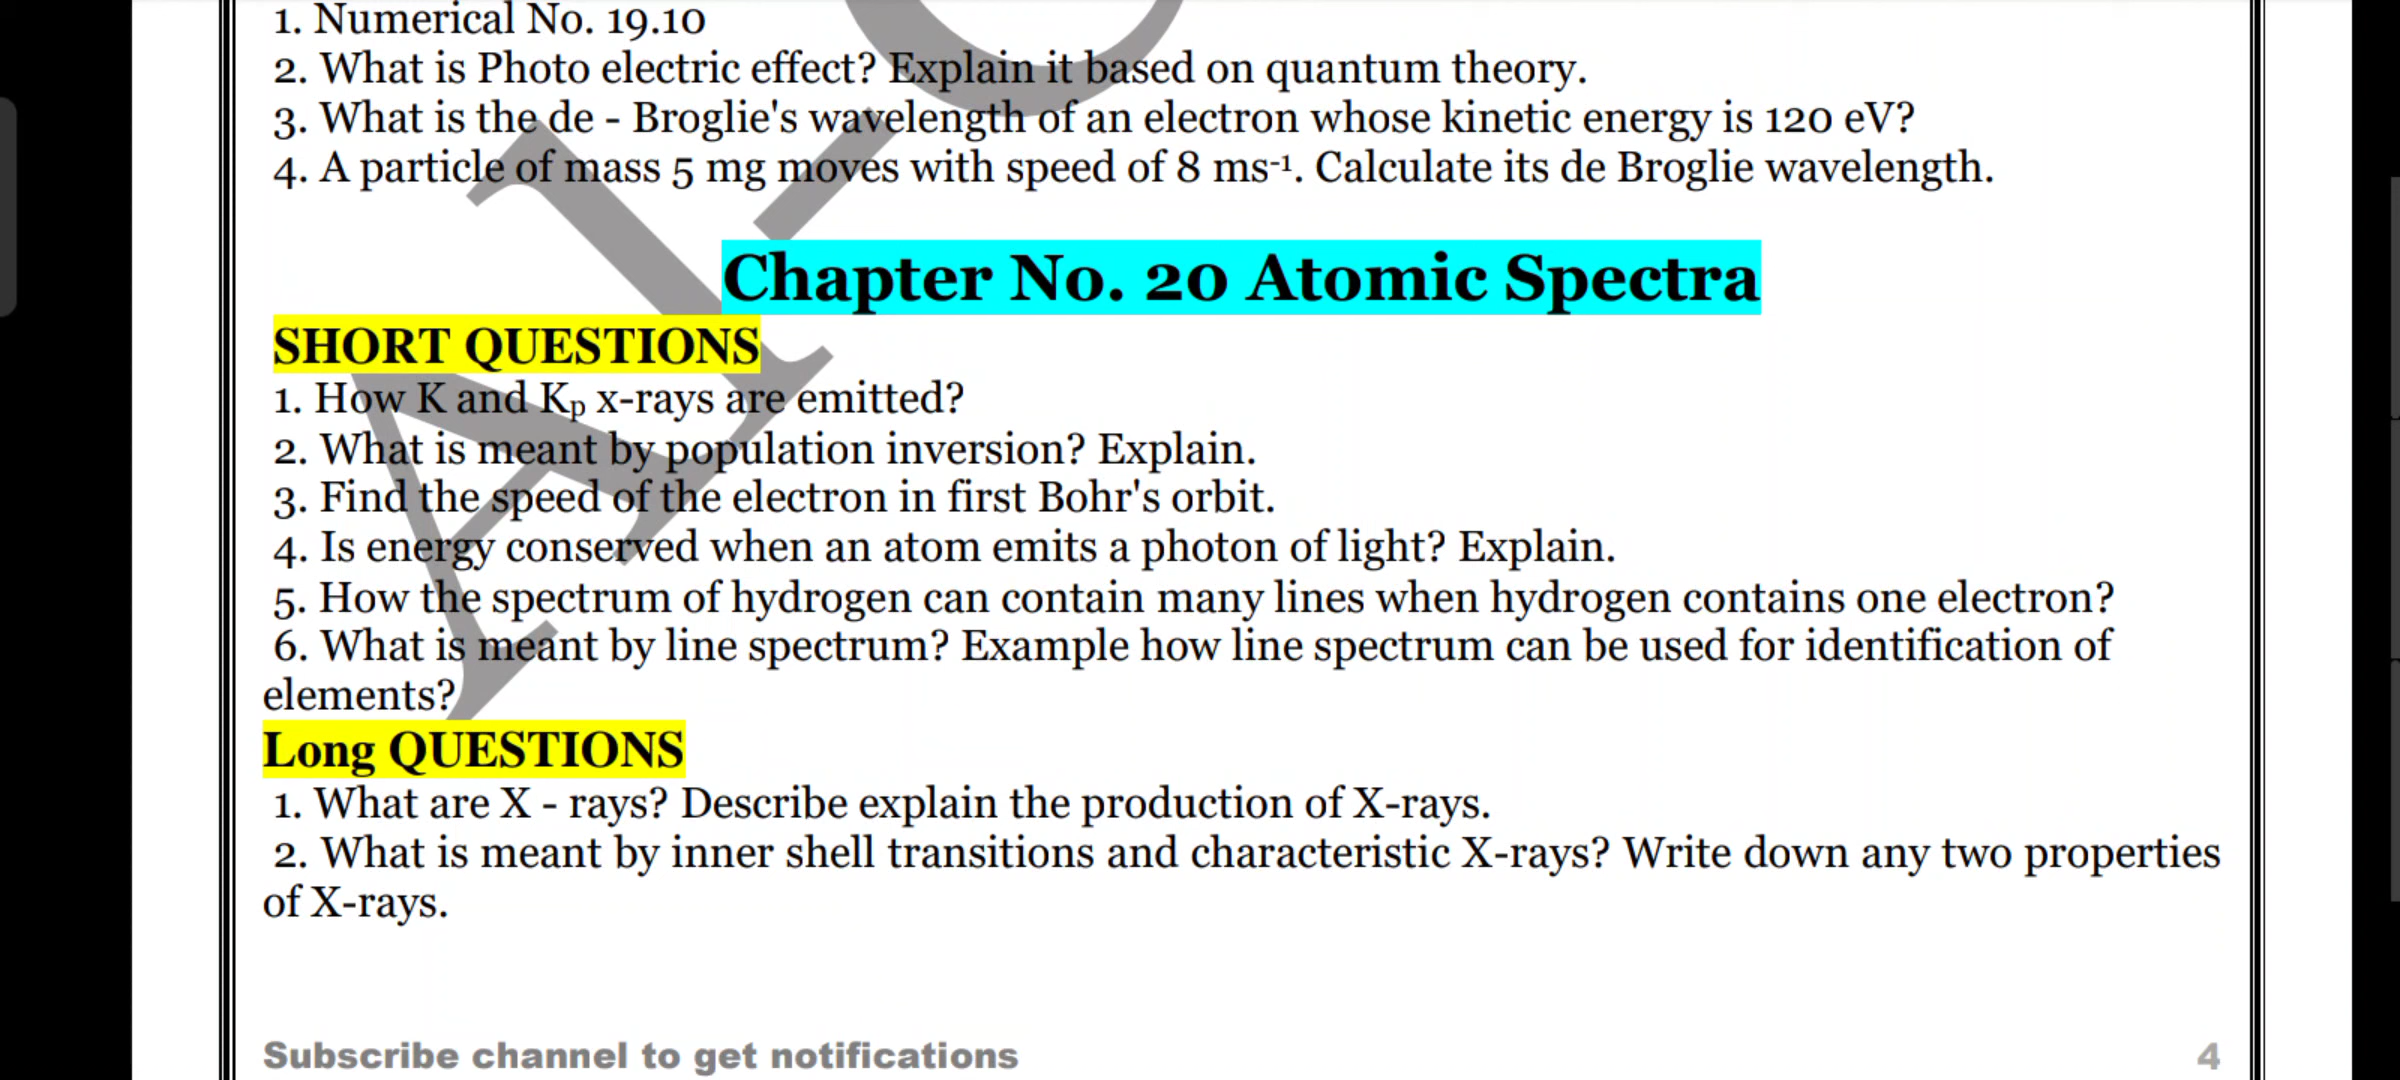 1. Numerical No. 19.10
2. What is Photo electric effect? Explain it based on quantum theory.
3. What is the de - Broglie's wavelength of an electron whose kinetic energy is 120 eV?
4. A particle of mass 5 mg moves with speed of 8 ms⁻¹. Calculate its de Broglie wavelength.
Chapter No. 20 Atomic Spectra
SHORT QUESTIONS
1. How K and Kₚ x-rays are emitted?
2. What is meant by population inversion? Explain.
3. Find the speed of the electron in first Bohr's orbit.
4. Is energy conserved when an atom emits a photon of light? Explain.
5. How the spectrum of hydrogen can contain many lines when hydrogen contains one electron?
6. What is meant by line spectrum? Example how line spectrum can be used for identification of
elements?
Long QUESTIONS
1. What are X - rays? Describe explain the production of X-rays.
2. What is meant by inner shell transitions and characteristic X-rays? Write down any two properties
of X-rays.
Subscribe channel to get notifications
4